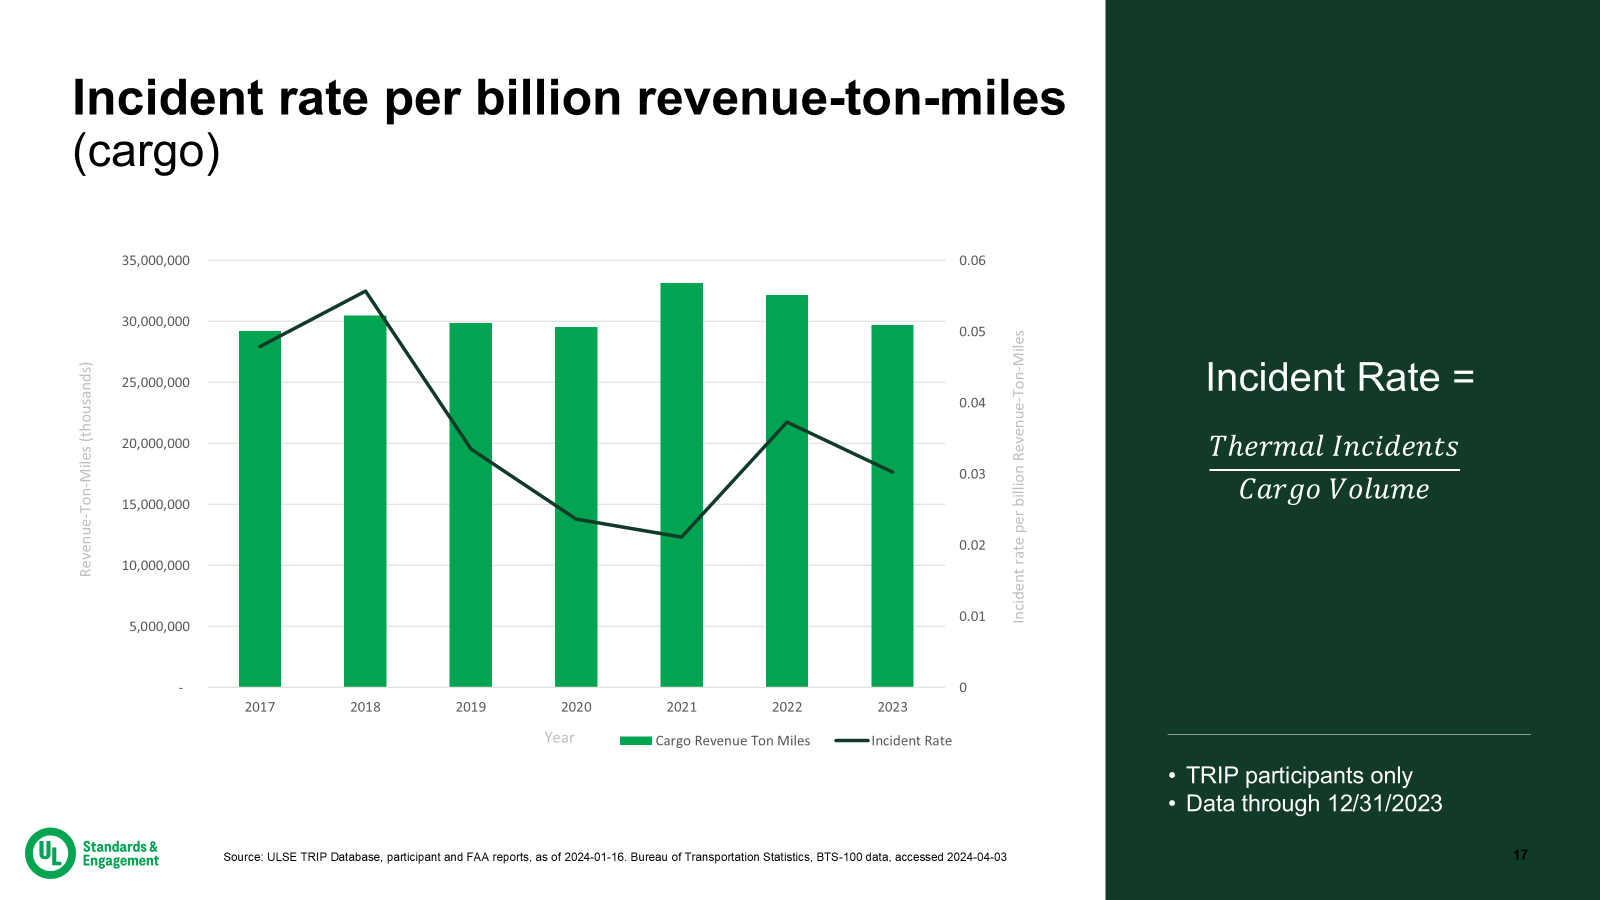 Incident rate per billion revenue-ton-miles
(cargo)
35,000,000
30,000,000
25,000,000
20,000,000
15,000,000
10,000,000
5,000,000
-
Revenue-Ton-Miles (thousands)
0.06
0.05
0.04
0.03
0.02
0.01
0
Incident rate per billion Revenue-Ton-Miles
2017 2018 2019 2020 2021 2022 2023
Year
Cargo Revenue Ton Miles Incident Rate
Incident Rate =
Thermal Incidents
Cargo Volume
• TRIP participants only
• Data through 12/31/2023
UL
Standards &
Engagement
Source: ULSE TRIP Database, participant and FAA reports, as of 2024-01-16. Bureau of Transportation Statistics, BTS-100 data, accessed 2024-04-03
17